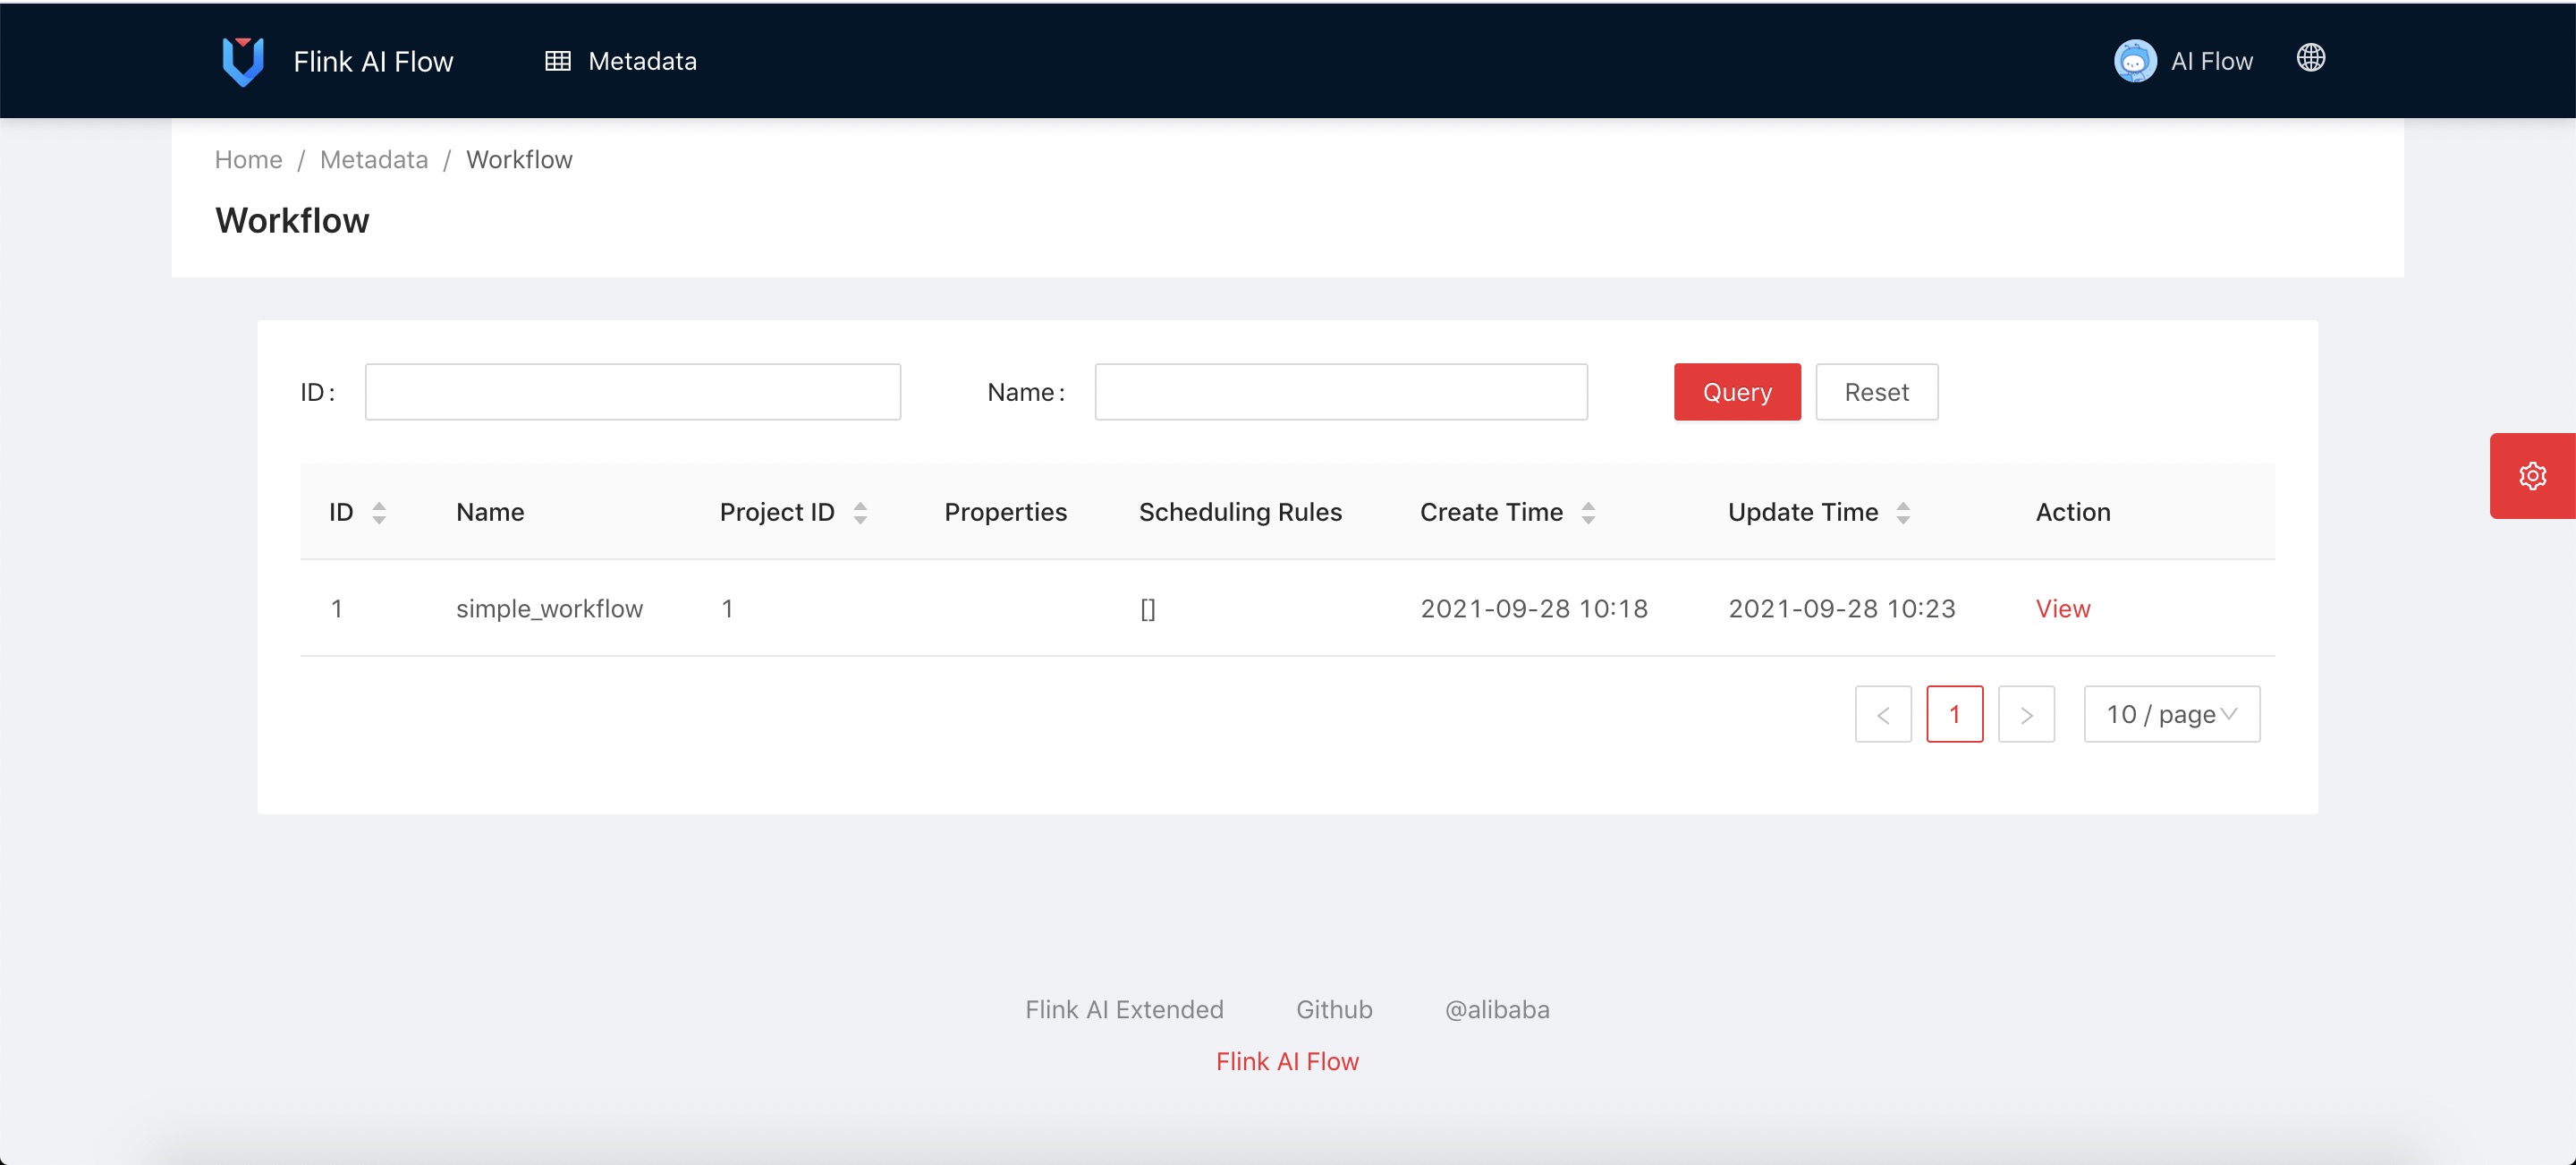 Flink AI Flow Metadata AI Flow
Home / Metadata / Workflow
Workflow
ID : Name : Query Reset
ID Name Project ID Properties Scheduling Rules Create Time Update Time Action
1 simple_workflow 1 [] 2021-09-28 10:18 2021-09-28 10:23 View
< 1 > 10 / page
Flink AI Extended Github @alibaba
Flink AI Flow